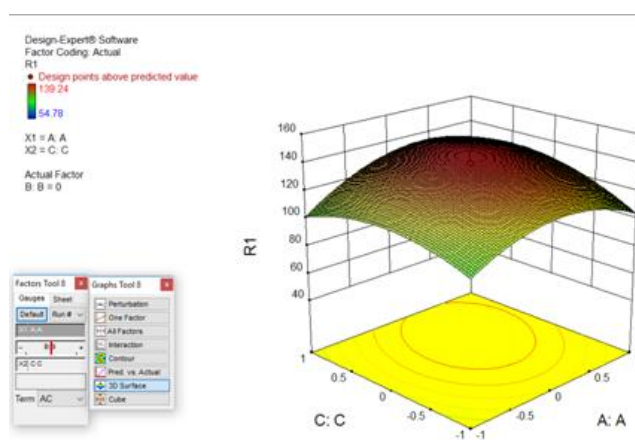 Design-Expert® Software
Factor Coding: Actual
R1
Design points above predicted value
139.24
54.78
X1 = A: A
X2 = C: C
Actual Factor
B: B = 0
R1
160
140
120
100
80
60
40
1
0.5
0
-0.5
-1
C: C
-1
-0.5
0
0.5
A: A
Factors Tool 8
Gauges Sheet
Default Run #
X1 A:A
X2 C:C
Term AC
Graphs Tool 8
Perturbation
One Factor
All Factors
Interaction
Contour
Pred. vs. Actual
3D Surface
Cube